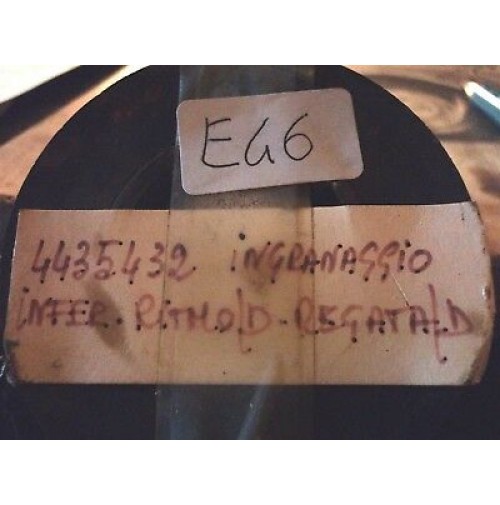 E46
4435432 INGRANAGGIO
INFER. RITMO/D-REGATA/D